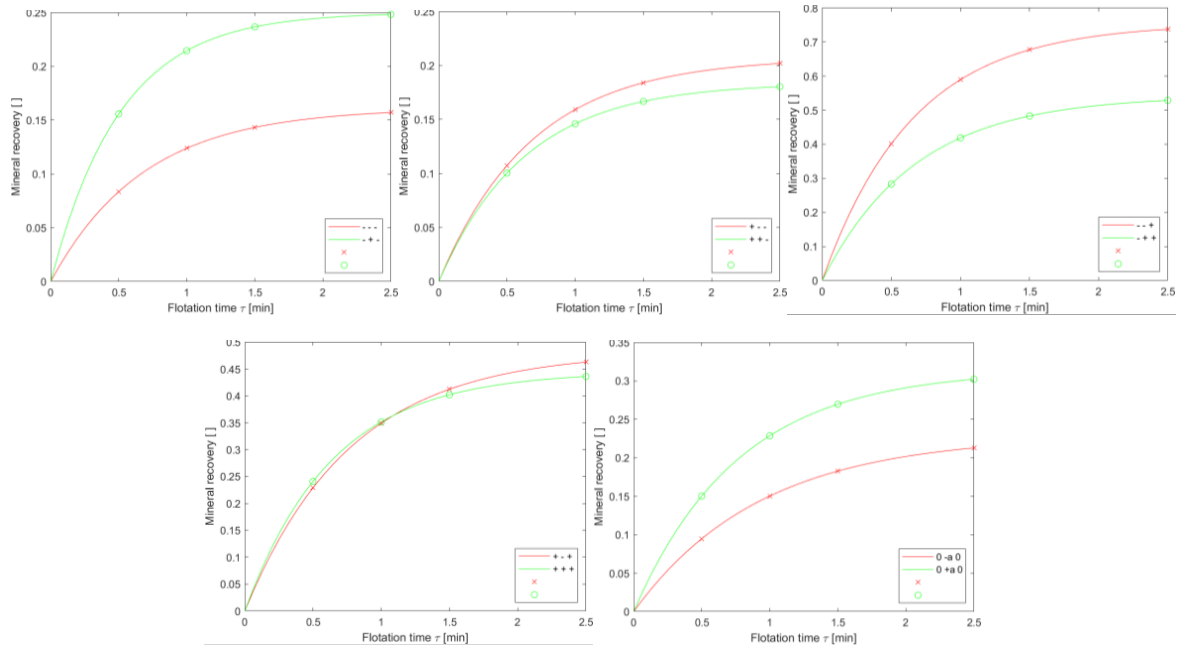 0.25
0.2
0.15
0.1
0.05
0
Mineral recovery [ ]
0 0.5 1 1.5 2 2.5
Flotation time τ [min]
- - -
- + -
0.25
0.2
0.15
0.1
0.05
0
Mineral recovery [ ]
0 0.5 1 1.5 2 2.5
Flotation time τ [min]
+ - -
+ + -
0.8
0.7
0.6
0.5
0.4
0.3
0.2
0.1
0
Mineral recovery [ ]
0 0.5 1 1.5 2 2.5
Flotation time τ [min]
- - +
- + +
0.5
0.45
0.4
0.35
0.3
0.25
0.2
0.15
0.1
0.05
0
Mineral recovery [ ]
0 0.5 1 1.5 2 2.5
Flotation time τ [min]
+ - +
+ + +
0.35
0.3
0.25
0.2
0.15
0.1
0.05
0
Mineral recovery [ ]
0 0.5 1 1.5 2 2.5
Flotation time τ [min]
0 -a 0
0 +a 0